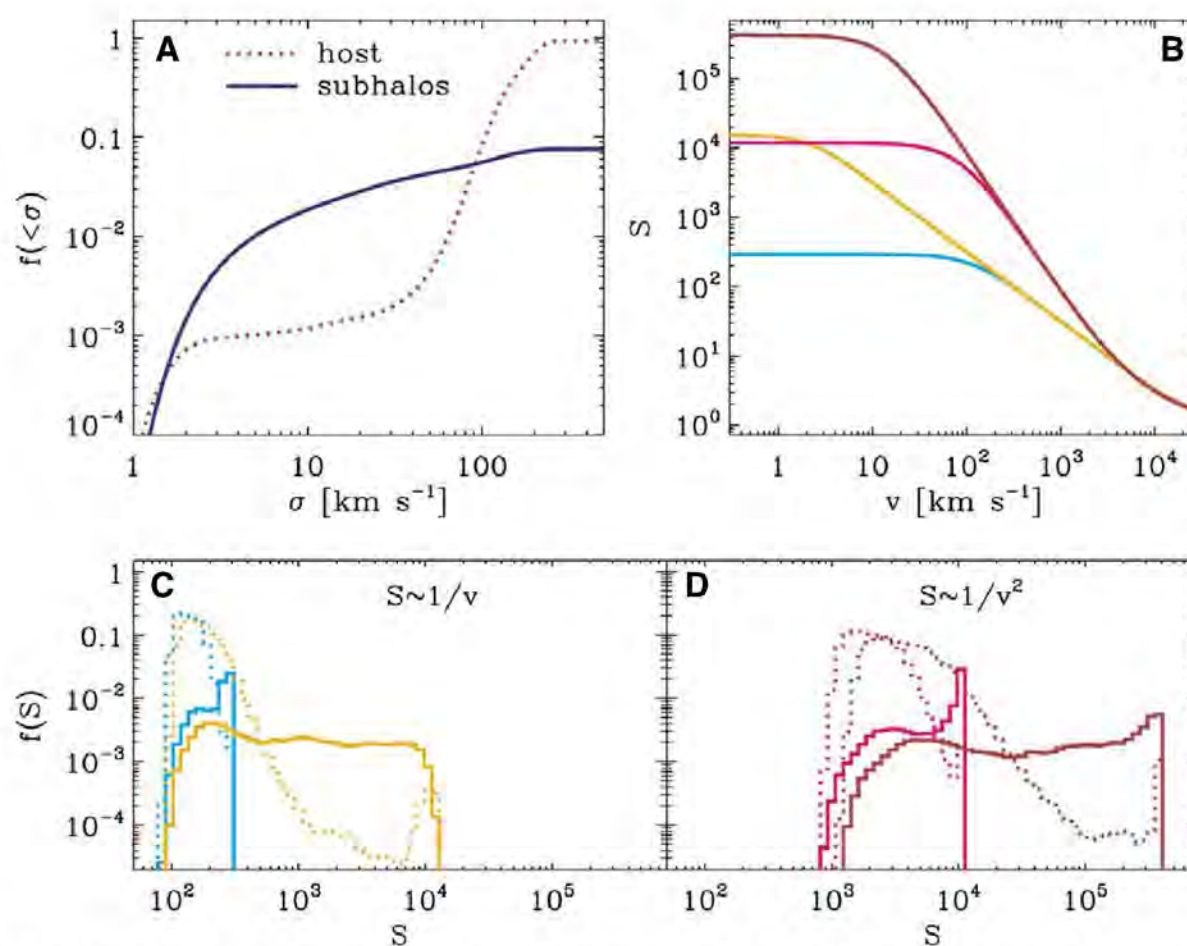 A
host
subhalos
1
0.1
10⁻²
10⁻³
10⁻⁴
f(<σ)
1
10
100
σ [km s⁻¹]
B
10⁵
10⁴
10³
10²
10¹
10⁰
S
1
10
10²
10³
10⁴
v [km s⁻¹]
C
S~1/v
1
0.1
10⁻²
10⁻³
10⁻⁴
f(S)
10²
10³
10⁴
10⁵
S
D
S~1/v²
10²
10³
10⁴
10⁵
S